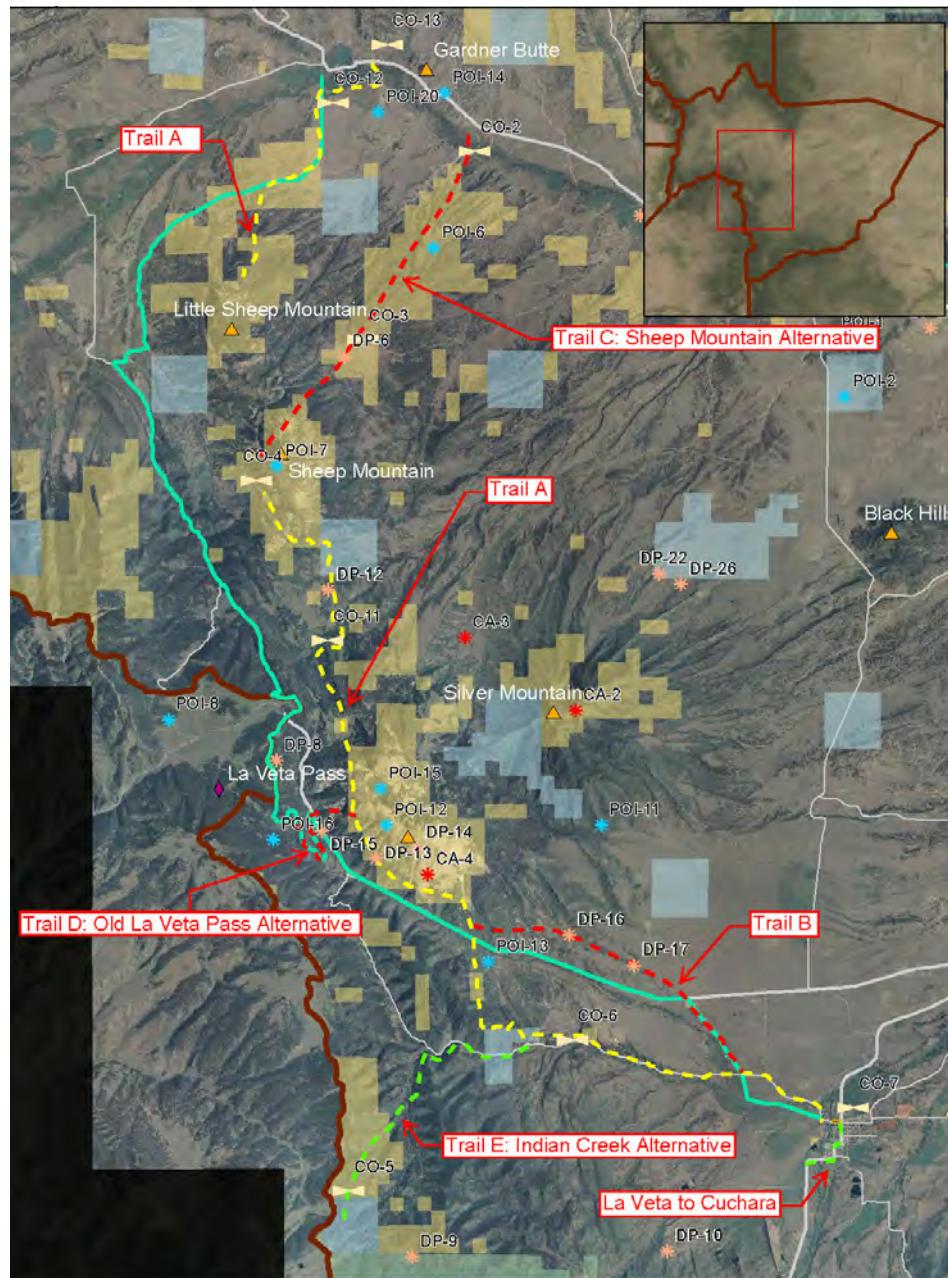 CO-13
Gardner Butte
CO-12
POI-14
POI-20
Trail A
CO-2
POI-6
Little Sheep Mountain
CO-3
DP-6
POI-1
Trail C: Sheep Mountain Alternative
POI-2
CO-4
POI-7
Sheep Mountain
Trail A
Black Hills
DP-22
DP-26
DP-12
CO-11
CA-3
Silver Mountain
CA-2
POI-8
DP-8
La Veta Pass
POI-15
POI-12
POI-11
DP-14
POI-16
DP-15
DP-13
CA-4
Trail D: Old La Veta Pass Alternative
DP-16
Trail B
POI-13
DP-17
CO-6
CO-7
Trail E: Indian Creek Alternative
CO-5
La Veta to Cuchara
DP-9
DP-10